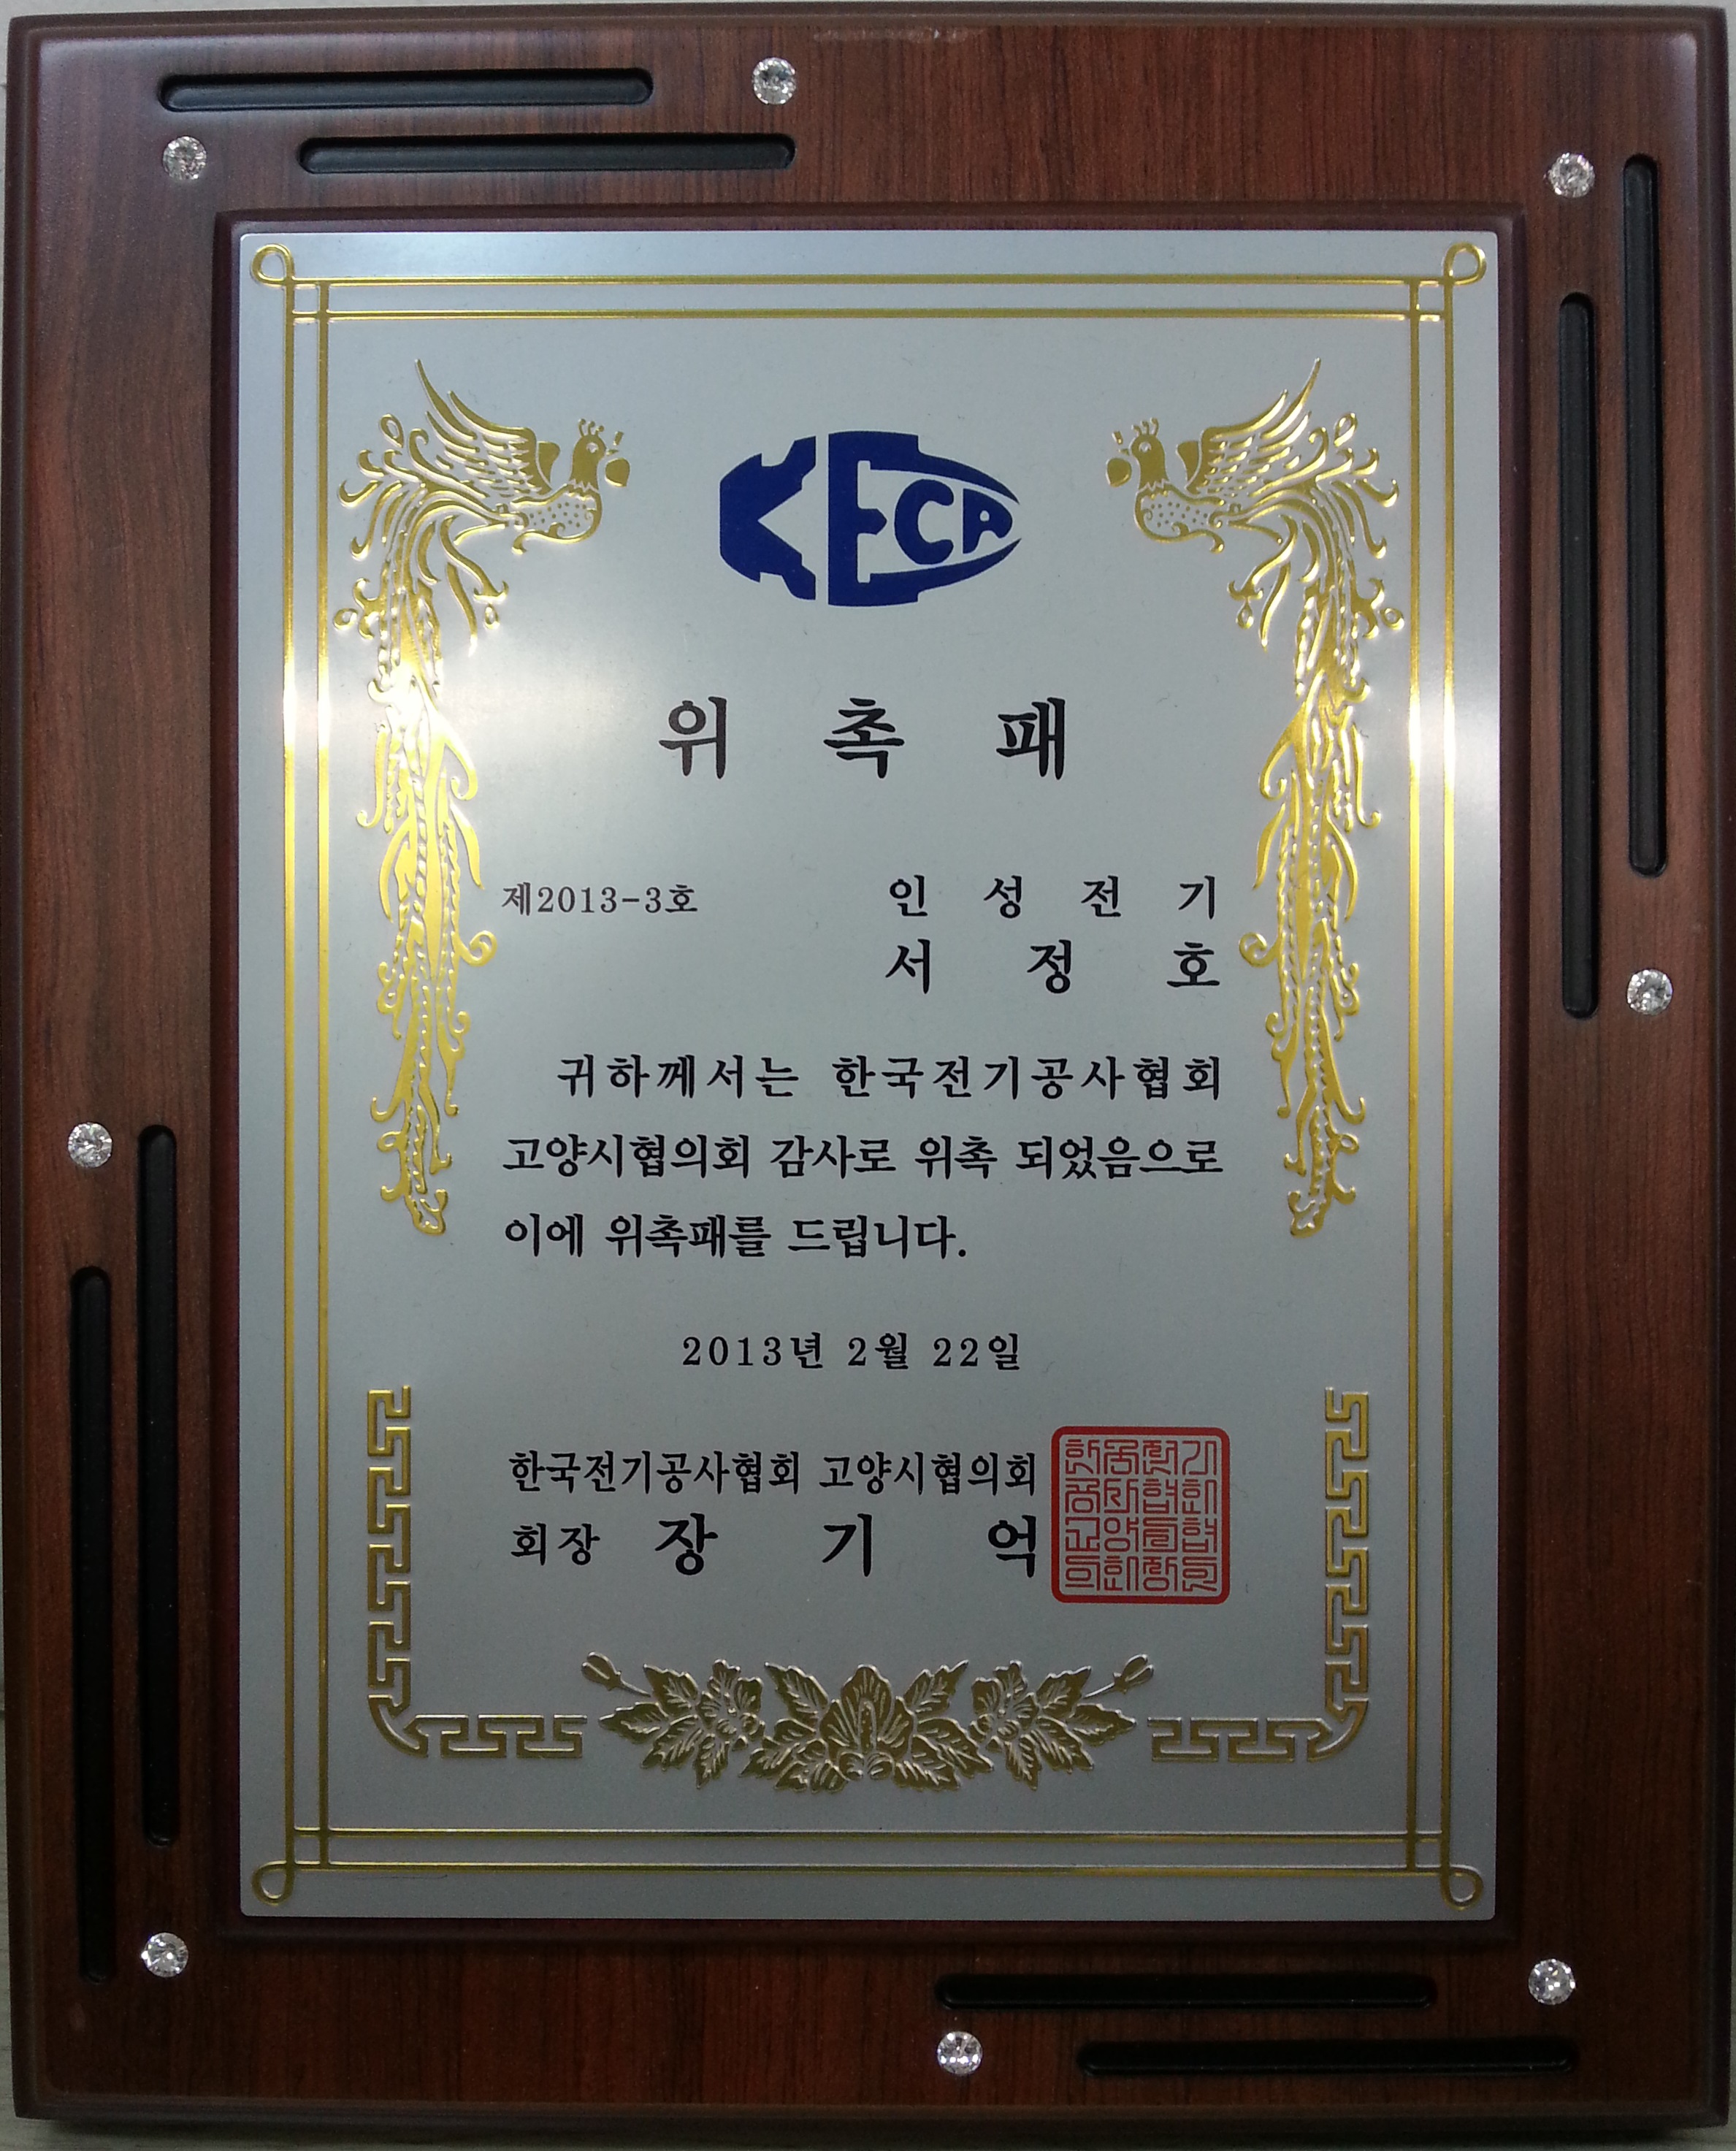 KECA
위 촉 패
제2013-3호
인 성 전 기
서 정 호
귀하께서는 한국전기공사협회
고양시협의회 감사로 위촉 되었음으로
이에 위촉패를 드립니다.
2013년 2월 22일
한국전기공사협회 고양시협의회
회장 장 기 억